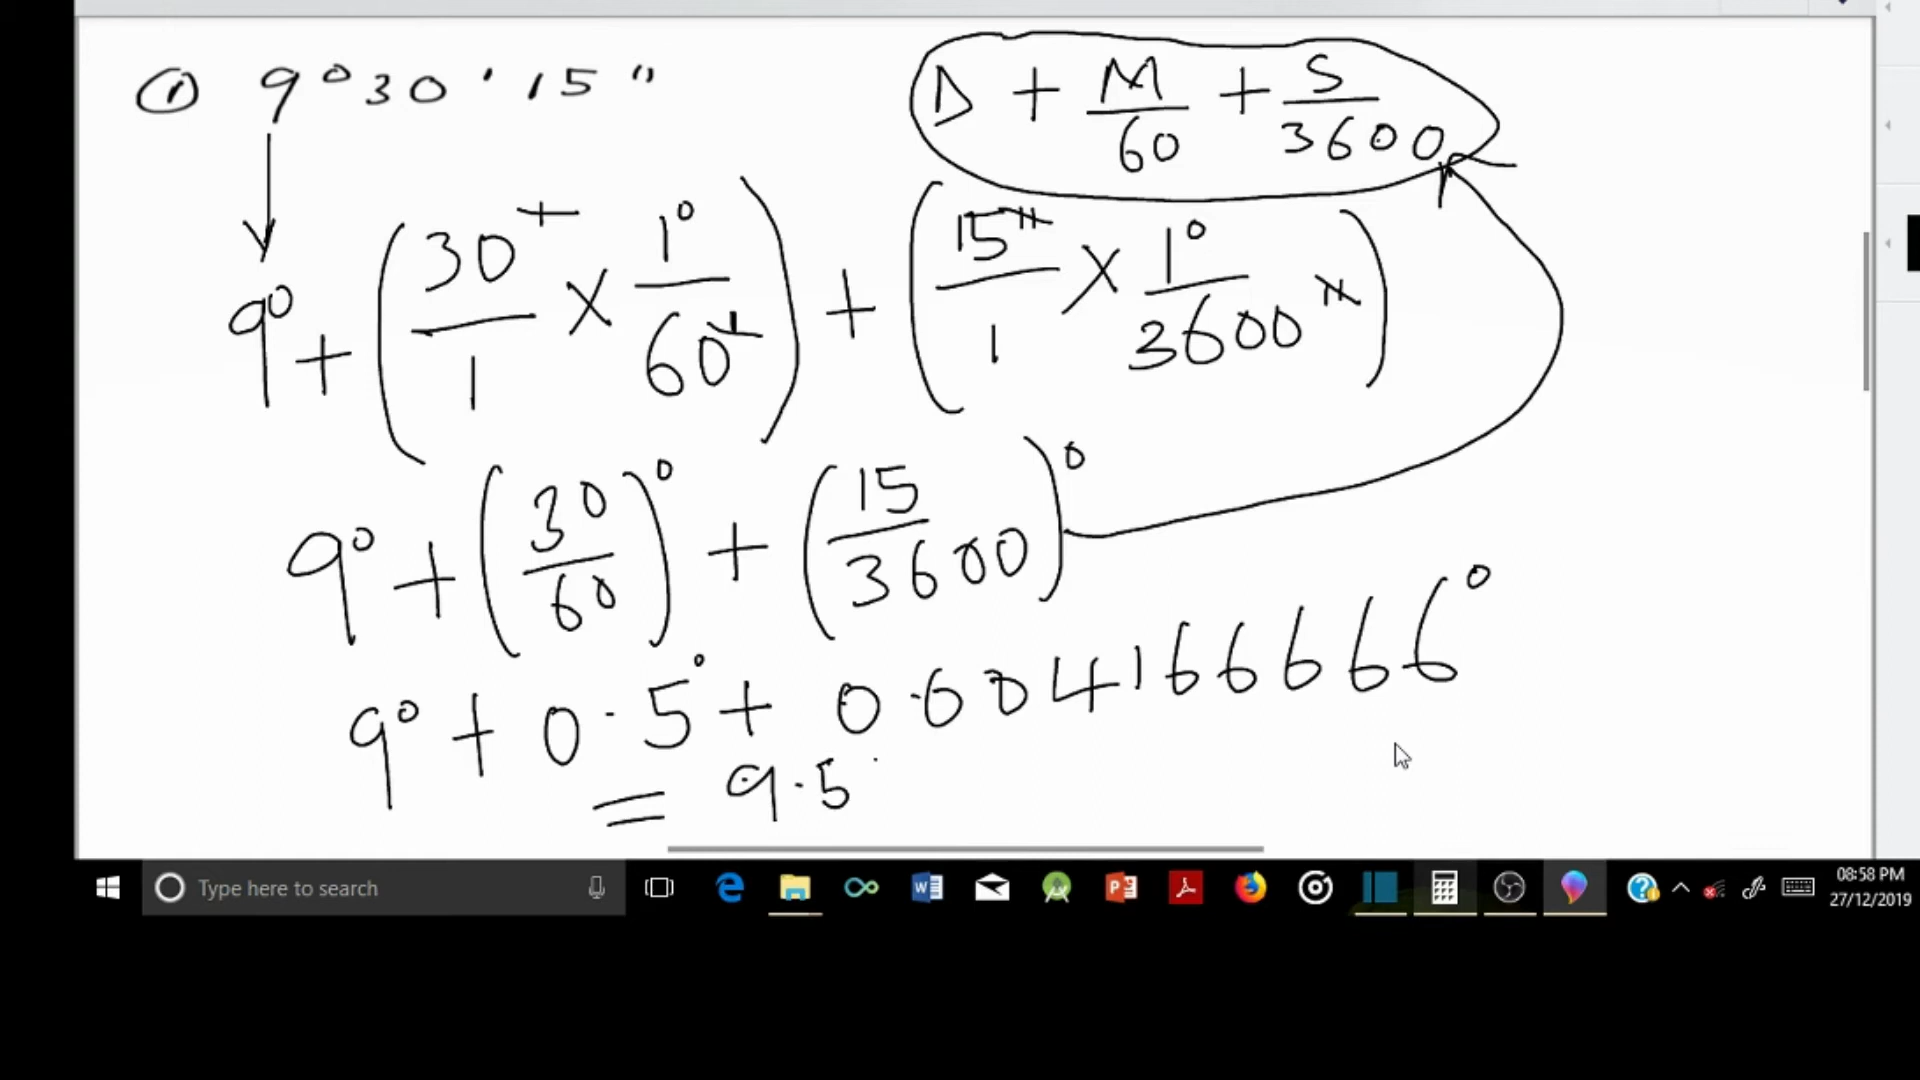 ① 9°30'15"
D + M/60 + S/3600
9° + (30'/1 × 1°/60') + (15"/1 × 1°/3600")
9° + (30/60)° + (15/3600)°
9° + 0.5° + 0.004166666°
= 9.5
Type here to search
08:58 PM
27/12/2019